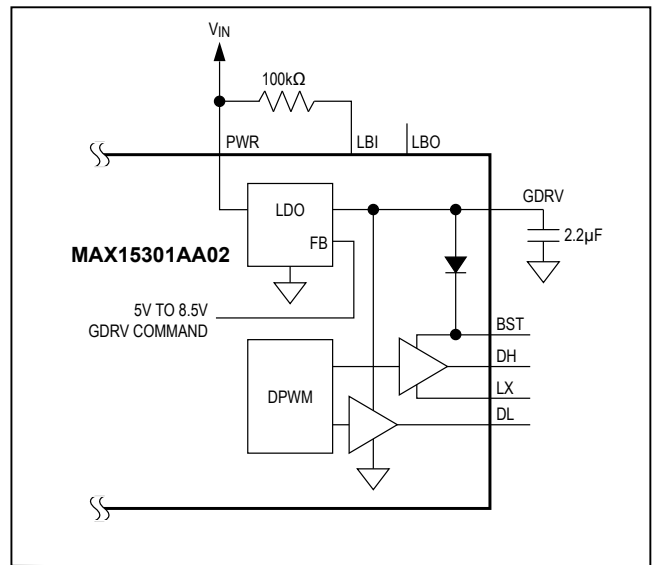 VIN
100kΩ
PWR
LBI
LBO
GDRV
LDO
FB
2.2µF
MAX15301AA02
5V TO 8.5V
GDRV COMMAND
BST
DH
DPWM
LX
DL